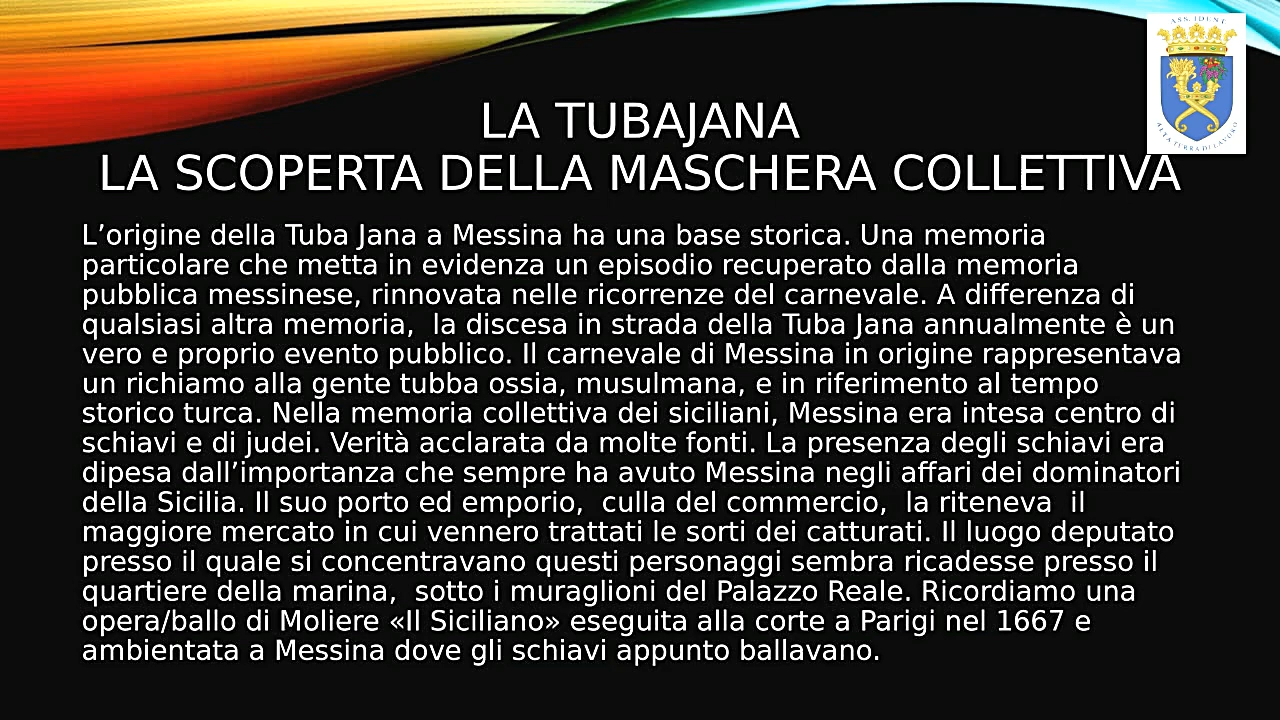 ASS. IDENT
ALTA TERRA DI LAVORO
LA TUBAJANA
LA SCOPERTA DELLA MASCHERA COLLETTIVA
L’origine della Tuba Jana a Messina ha una base storica. Una memoria
particolare che metta in evidenza un episodio recuperato dalla memoria
pubblica messinese, rinnovata nelle ricorrenze del carnevale. A differenza di
qualsiasi altra memoria,  la discesa in strada della Tuba Jana annualmente è un
vero e proprio evento pubblico. Il carnevale di Messina in origine rappresentava
un richiamo alla gente tubba ossia, musulmana, e in riferimento al tempo
storico turca. Nella memoria collettiva dei siciliani, Messina era intesa centro di
schiavi e di judei. Verità acclarata da molte fonti. La presenza degli schiavi era
dipesa dall’importanza che sempre ha avuto Messina negli affari dei dominatori
della Sicilia. Il suo porto ed emporio,  culla del commercio,  la riteneva  il
maggiore mercato in cui vennero trattati le sorti dei catturati. Il luogo deputato
presso il quale si concentravano questi personaggi sembra ricadesse presso il
quartiere della marina,  sotto i muraglioni del Palazzo Reale. Ricordiamo una
opera/ballo di Moliere «Il Siciliano» eseguita alla corte a Parigi nel 1667 e
ambientata a Messina dove gli schiavi appunto ballavano.